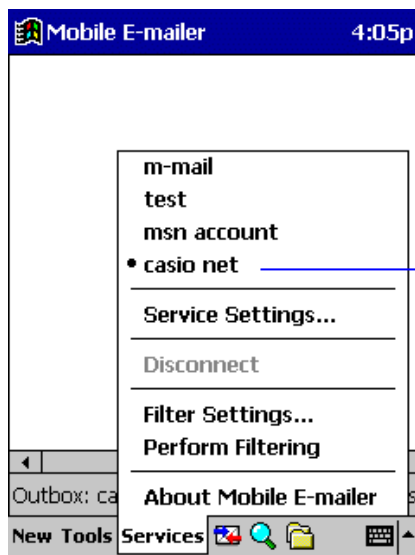 Mobile E-mailer 4:05p
m-mail
test
msn account
• casio net
Service Settings...
Disconnect
Filter Settings...
Perform Filtering
About Mobile E-mailer
Outbox: ca s
New Tools Services